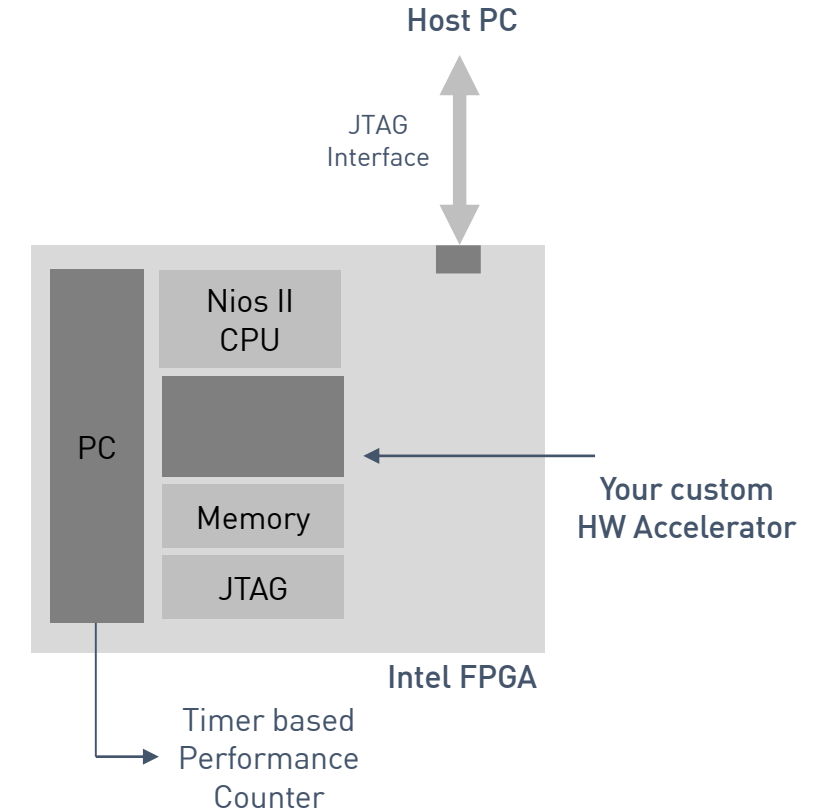 Host PC
JTAG
Interface
Nios II
CPU
PC
Memory
JTAG
Your custom
HW Accelerator
Intel FPGA
Timer based
Performance
Counter